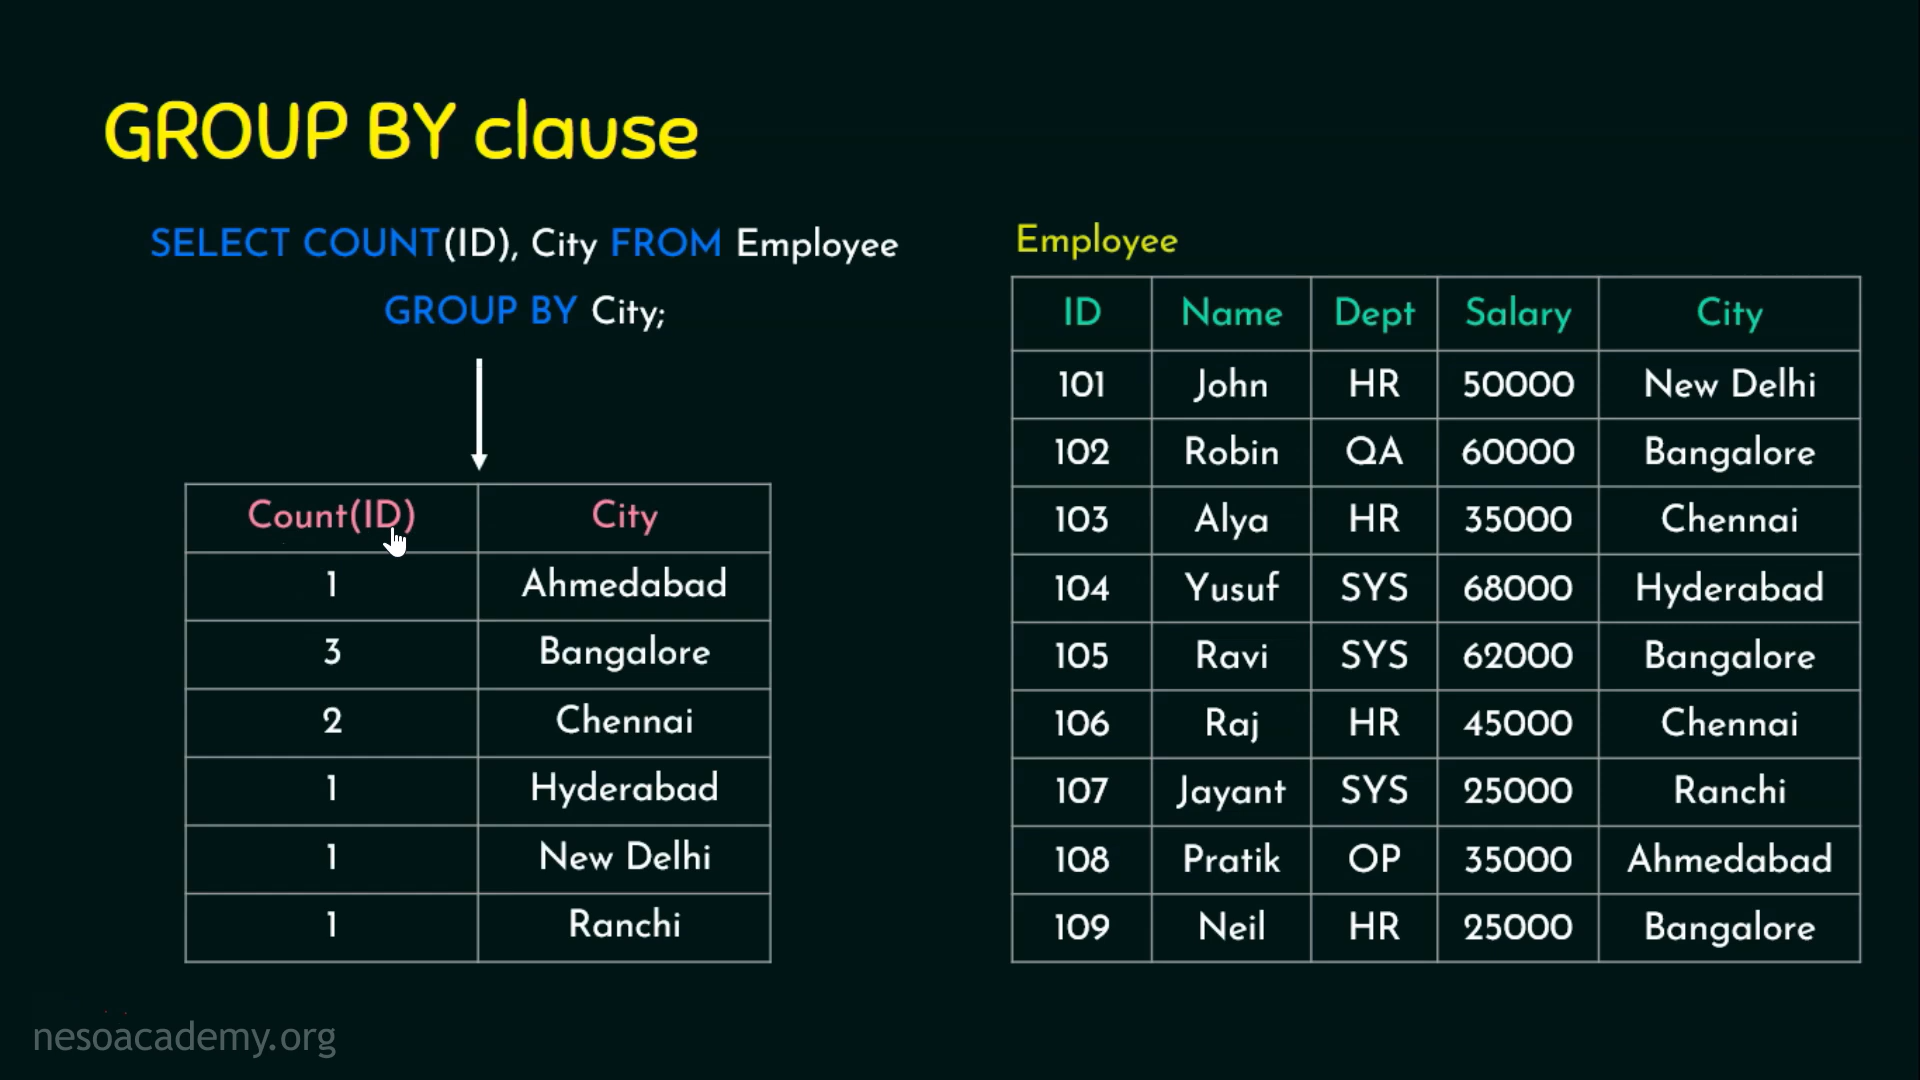 GROUP BY clause
SELECT COUNT(ID), City FROM Employee
GROUP BY City;
Count(ID) City
1 Ahmedabad
3 Bangalore
2 Chennai
1 Hyderabad
1 New Delhi
1 Ranchi
Employee
ID Name Dept Salary City
101 John HR 50000 New Delhi
102 Robin QA 60000 Bangalore
103 Alya HR 35000 Chennai
104 Yusuf SYS 68000 Hyderabad
105 Ravi SYS 62000 Bangalore
106 Raj HR 45000 Chennai
107 Jayant SYS 25000 Ranchi
108 Pratik OP 35000 Ahmedabad
109 Neil HR 25000 Bangalore
nesoacademy.org